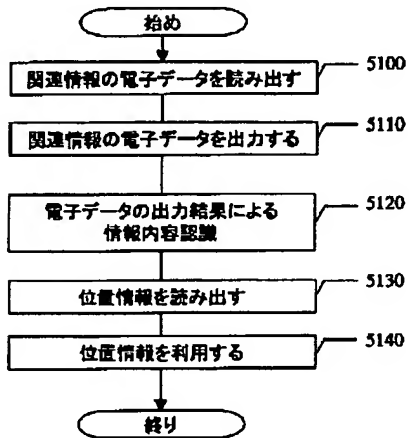 始め
関連情報の電子データを読み出す
5100
関連情報の電子データを出力する
5110
電子データの出力結果による
情報内容認識
5120
位置情報を読み出す
5130
位置情報を利用する
5140
終り